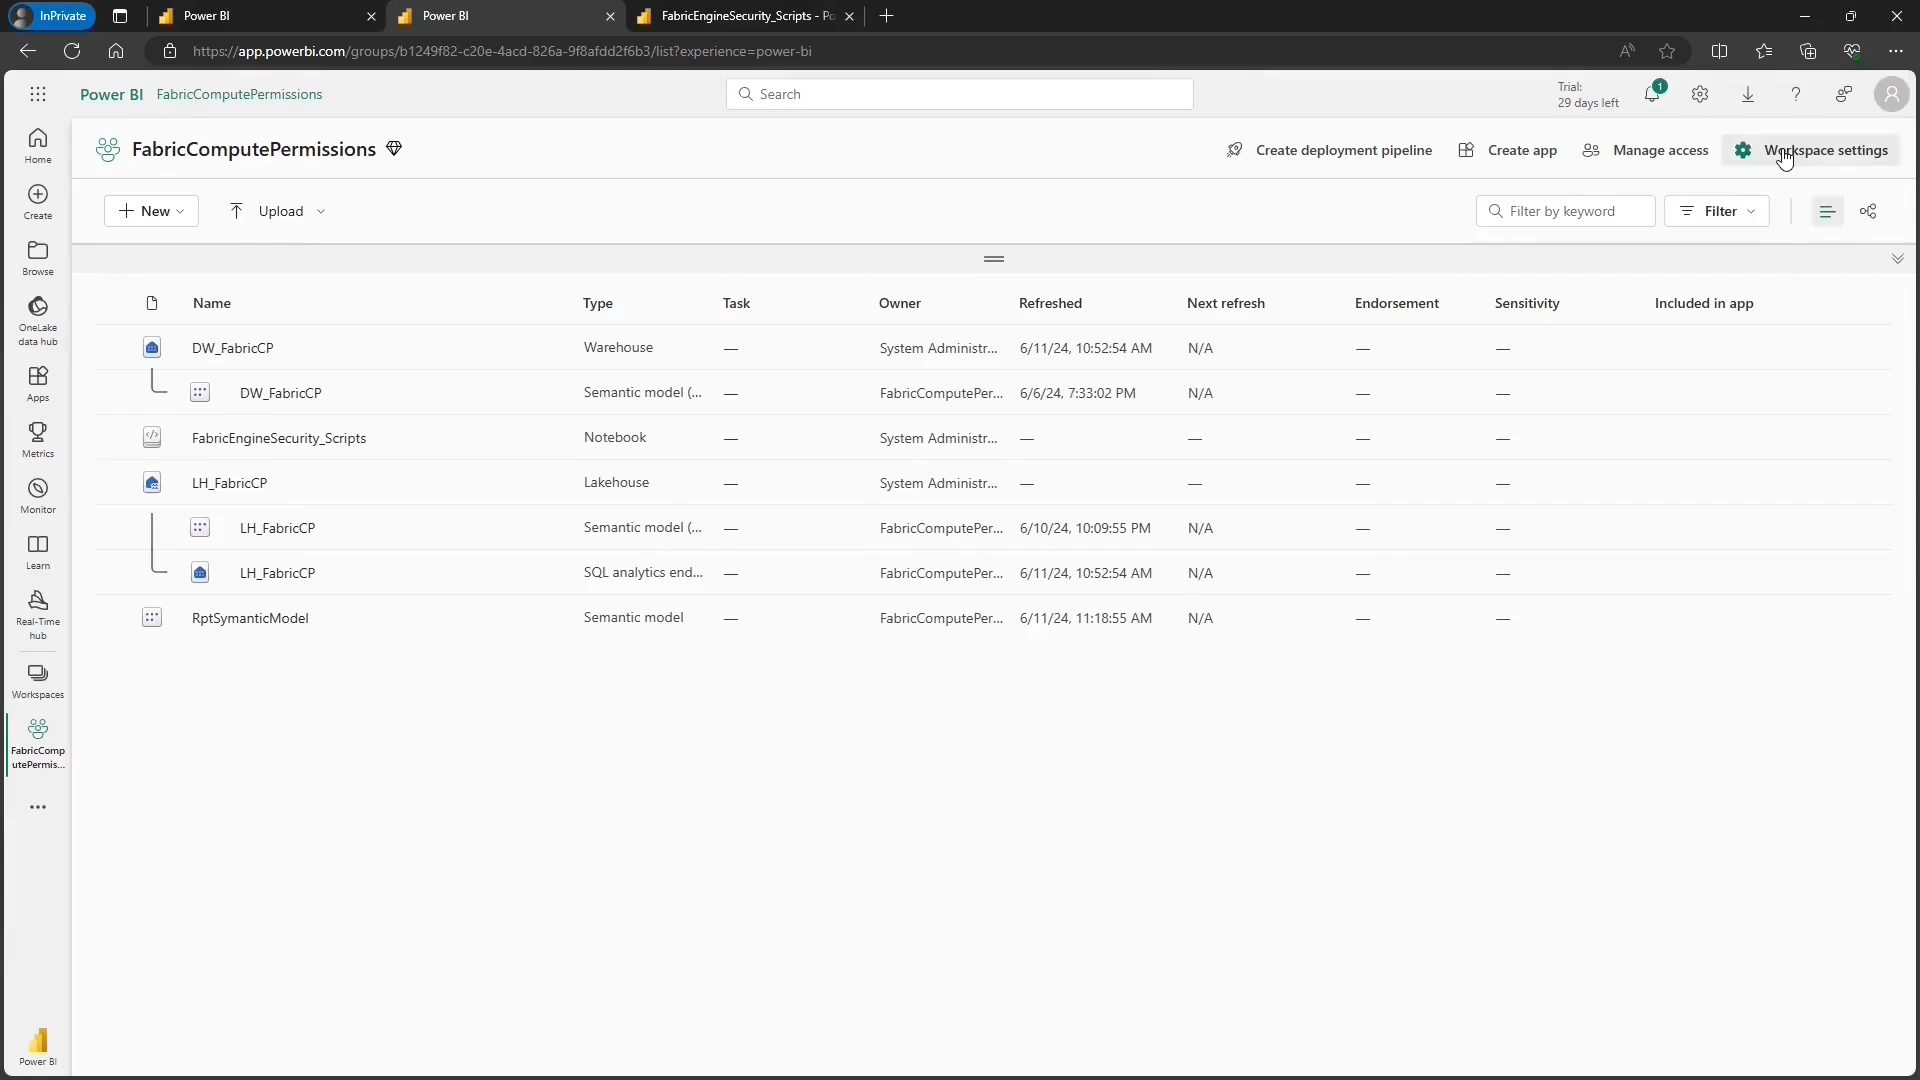 InPrivate
Power BI
Power BI
FabricEngineSecurity_Scripts - Po
https://app.powerbi.com/groups/b1249f82-c20e-4acd-826a-9f8afdd2f6b3/list?experience=power-bi
Power BI FabricComputePermissions
Search
Trial:
29 days left
1
FabricComputePermissions
Create deployment pipeline
Create app
Manage access
Workspace settings
New
Upload
Filter by keyword
Filter
Home
Create
Browse
OneLake
data hub
Apps
Metrics
Monitor
Learn
Real-Time
hub
Workspaces
FabricComp
utePermis...
Power BI
Name Type Task Owner Refreshed Next refresh Endorsement Sensitivity Included in app
DW_FabricCP Warehouse — System Administr... 6/11/24, 10:52:54 AM N/A — —
DW_FabricCP Semantic model (... — FabricComputePer... 6/6/24, 7:33:02 PM N/A — —
FabricEngineSecurity_Scripts Notebook — System Administr... — — — —
LH_FabricCP Lakehouse — System Administr... — — — —
LH_FabricCP Semantic model (... — FabricComputePer... 6/10/24, 10:09:55 PM N/A — —
LH_FabricCP SQL analytics end... — FabricComputePer... 6/11/24, 10:52:54 AM N/A — —
RptSymanticModel Semantic model — FabricComputePer... 6/11/24, 11:18:55 AM N/A — —